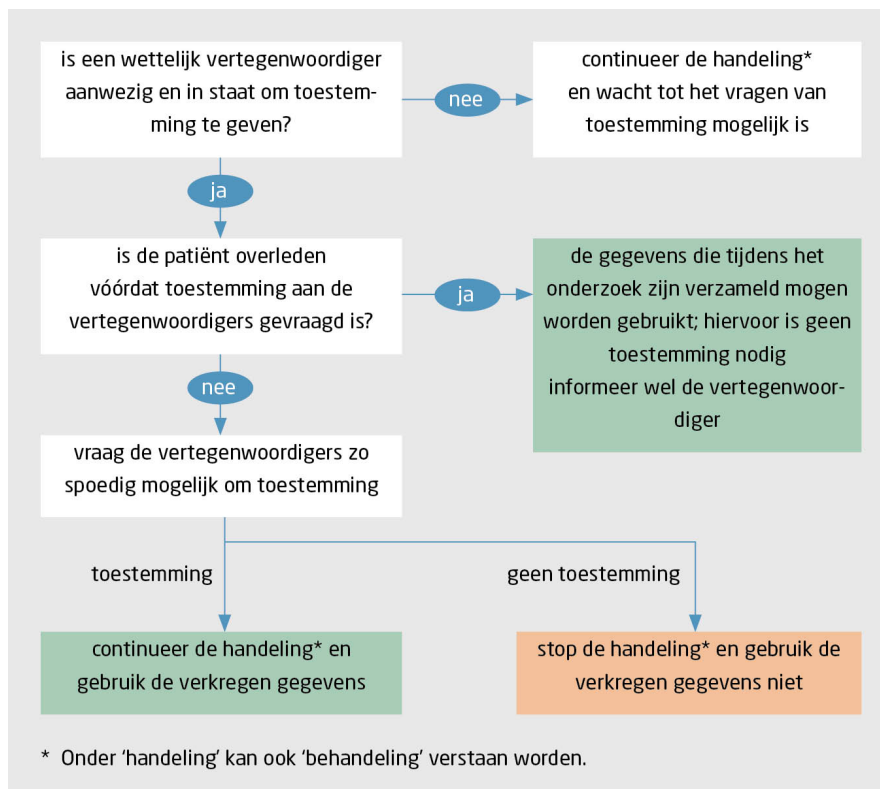 is een wettelijk vertegenwoordiger
aanwezig en in staat om toestem-
ming te geven?
nee
continueer de handeling*
en wacht tot het vragen van
toestemming mogelijk is
ja
is de patiënt overleden
vóórdat toestemming aan de
vertegenwoordigers gevraagd is?
ja
de gegevens die tijdens het
onderzoek zijn verzameld mogen
worden gebruikt; hiervoor is geen
toestemming nodig
informeer wel de vertegenwoor-
diger
nee
vraag de vertegenwoordigers zo
spoedig mogelijk om toestemming
toestemming
geen toestemming
continueer de handeling* en
gebruik de verkregen gegevens
stop de handeling* en gebruik de
verkregen gegevens niet
* Onder ‘handeling’ kan ook ‘behandeling’ verstaan worden.